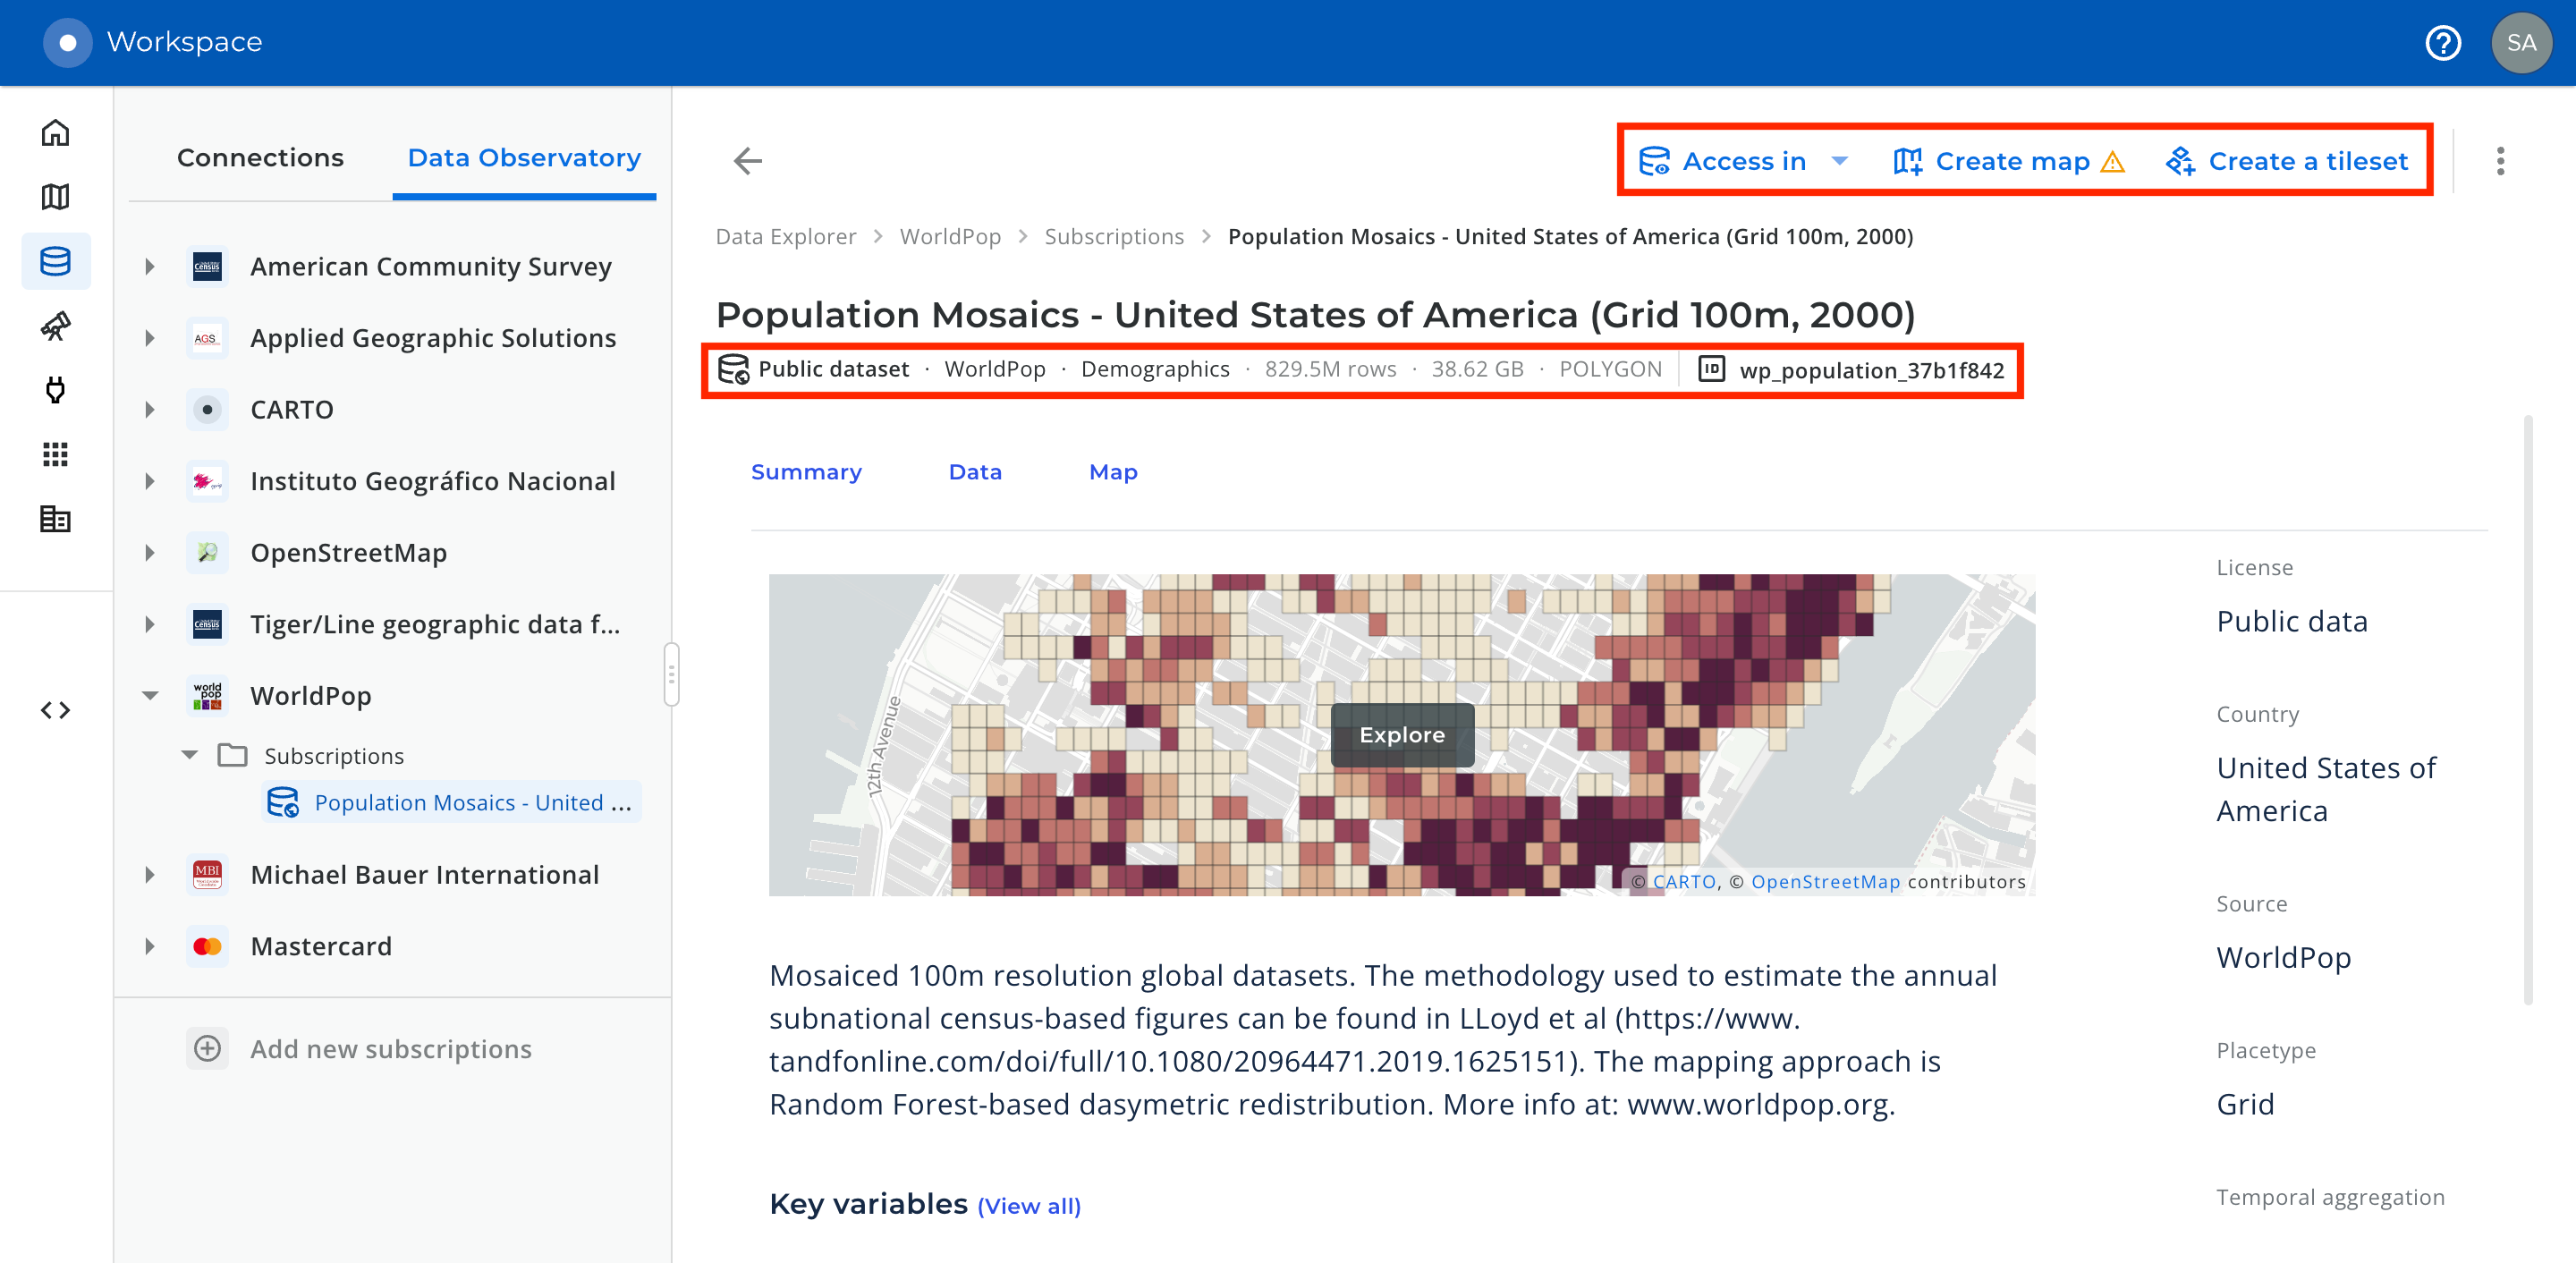 Workspace
SA
Connections
Data Observatory
Access in
Create map
Create a tileset
Data Explorer > WorldPop > Subscriptions > Population Mosaics - United States of America (Grid 100m, 2000)
American Community Survey
Population Mosaics - United States of America (Grid 100m, 2000)
AGS
Applied Geographic Solutions
Public dataset · WorldPop · Demographics · 829.5M rows · 38.62 GB · POLYGON
ID wp_population_37b1f842
CARTO
Census
Instituto Geográfico Nacional
Summary
Data
Map
OpenStreetMap
Census
Tiger/Line geographic data f...
world pop
WorldPop
Subscriptions
Population Mosaics - United ...
MBI
Michael Bauer International
Mastercard
Add new subscriptions
12th Avenue
Explore
© CARTO, © OpenStreetMap contributors
License
Public data
Country
United States of
America
Source
WorldPop
Placetype
Grid
Temporal aggregation
Mosaiced 100m resolution global datasets. The methodology used to estimate the annual
subnational census-based figures can be found in LLoyd et al (https://www.
tandfonline.com/doi/full/10.1080/20964471.2019.1625151). The mapping approach is
Random Forest-based dasymetric redistribution. More info at: www.worldpop.org.
Key variables (View all)